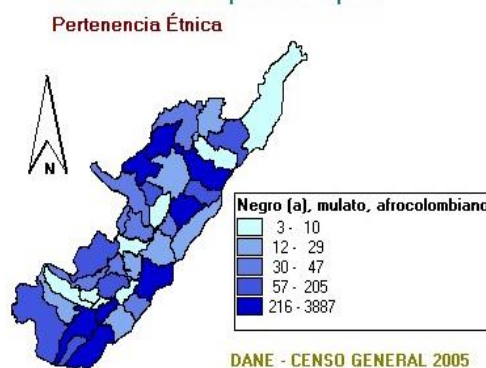 Pertenencia Étnica
N
Negro (a), mulato, afrocolombiano
3 - 10
12 - 29
30 - 47
57 - 205
216 - 3887
DANE - CENSO GENERAL 2005